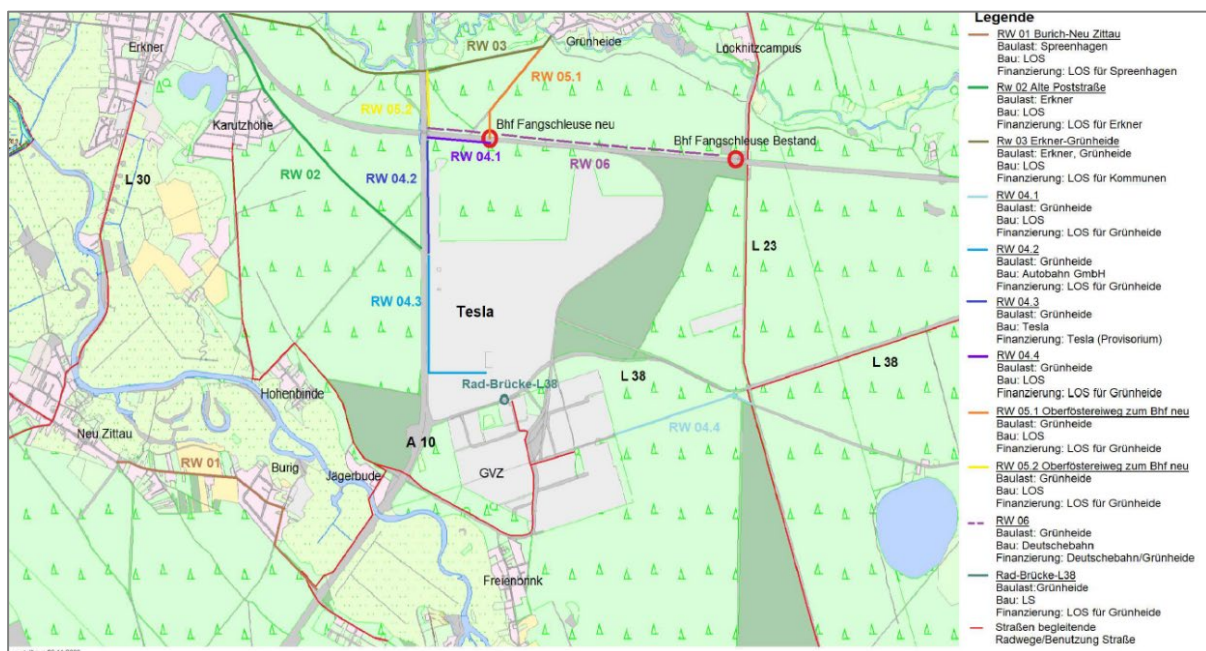 Erkner
Karutzhöhe
L 30
RW 02
RW 03
Grünheide
Löcknitzcampus
RW 05.1
RW 05.2
Bhf Fangschleuse neu
Bhf Fangschleuse Bestand
RW 04.1
RW 06
RW 04.2
L 23
RW 04.3
Tesla
L 38
L 38
Rad-Brücke-L38
Hohenbinde
Neu Zittau
A 10
RW 04.4
RW 01
Burig
Jägerbude
GVZ
Freienbrink
Legende
RW 01 Burich-Neu Zittau
Baulast: Spreenhagen
Bau: LOS
Finanzierung: LOS für Spreenhagen
Rw 02 Alte Poststraße
Baulast: Erkner
Bau: LOS
Finanzierung: LOS für Erkner
Rw 03 Erkner-Grünheide
Baulast: Erkner, Grünheide
Bau: LOS
Finanzierung: LOS für Kommunen
RW 04.1
Baulast: Grünheide
Bau: LOS
Finanzierung: LOS für Grünheide
RW 04.2
Baulast: Grünheide
Bau: Autobahn GmbH
Finanzierung: LOS für Grünheide
RW 04.3
Baulast: Grünheide
Bau: Tesla
Finanzierung: Tesla (Provisorium)
RW 04.4
Baulast: Grünheide
Bau: LOS
Finanzierung: LOS für Grünheide
RW 05.1 Oberföstereiweg zum Bhf neu
Baulast: Grünheide
Bau: LOS
Finanzierung: LOS für Grünheide
RW 05.2 Oberföstereiweg zum Bhf neu
Baulast: Grünheide
Bau: LOS
Finanzierung: LOS für Grünheide
RW 06
Baulast: Grünheide
Bau: Deutschebahn
Finanzierung: Deutschebahn/Grünheide
Rad-Brücke-L38
Baulast:Grünheide
Bau: LS
Finanzierung: LOS für Grünheide
Straßen begleitende
Radwege/Benutzung Straße